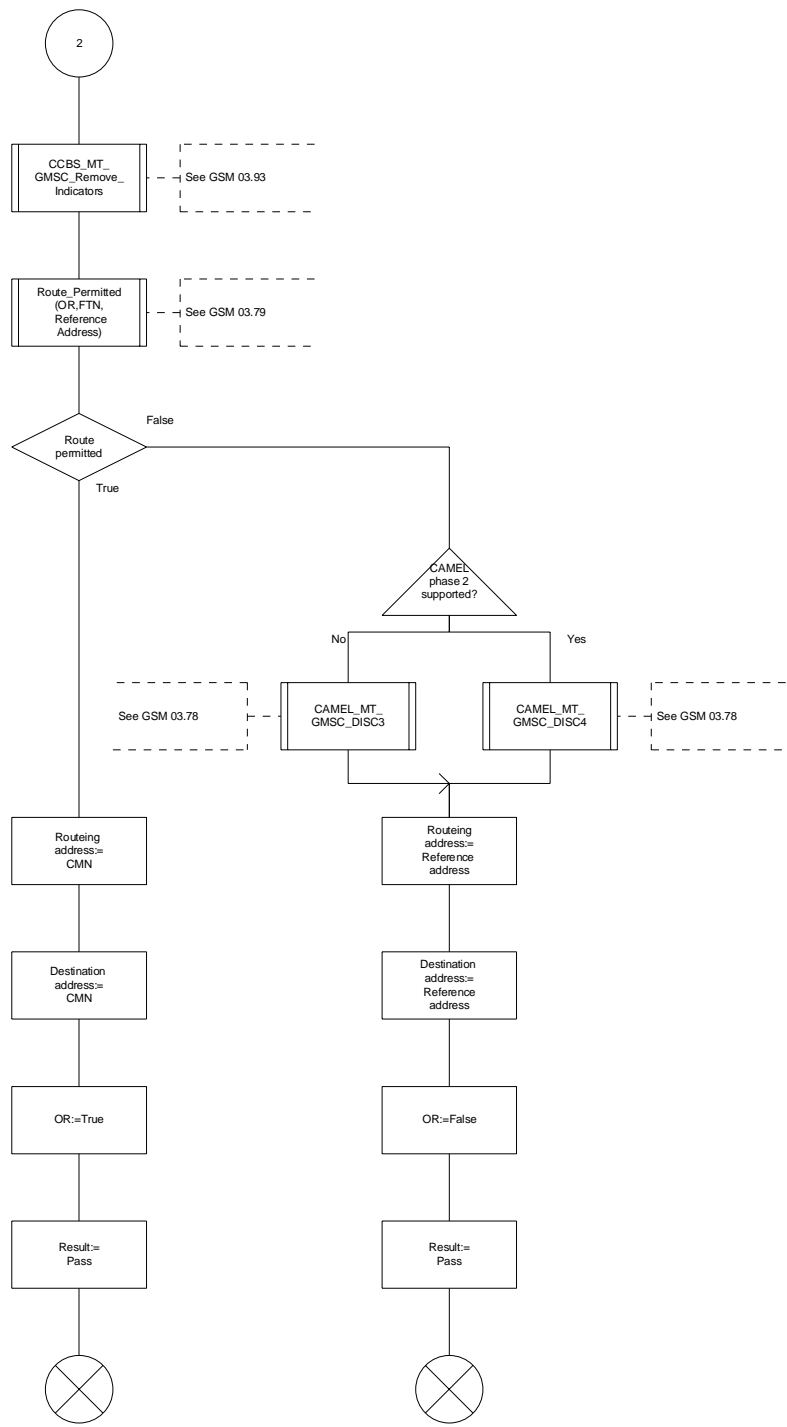 2
CCBS_MT_
GMSC_Remove_
Indicators
See GSM 03.93
Route_Permitted
(OR,FTN,
Reference
Address)
See GSM 03.79
False
Route
permitted
True
CAMEL
phase 2
supported?
No
Yes
See GSM 03.78
CAMEL_MT_
GMSC_DISC3
CAMEL_MT_
GMSC_DISC4
See GSM 03.78
Routeing
address:=
CMN
Routeing
address:=
Reference
address
Destination
address:=
CMN
Destination
address:=
Reference
address
OR:=True
OR:=False
Result:=
Pass
Result:=
Pass